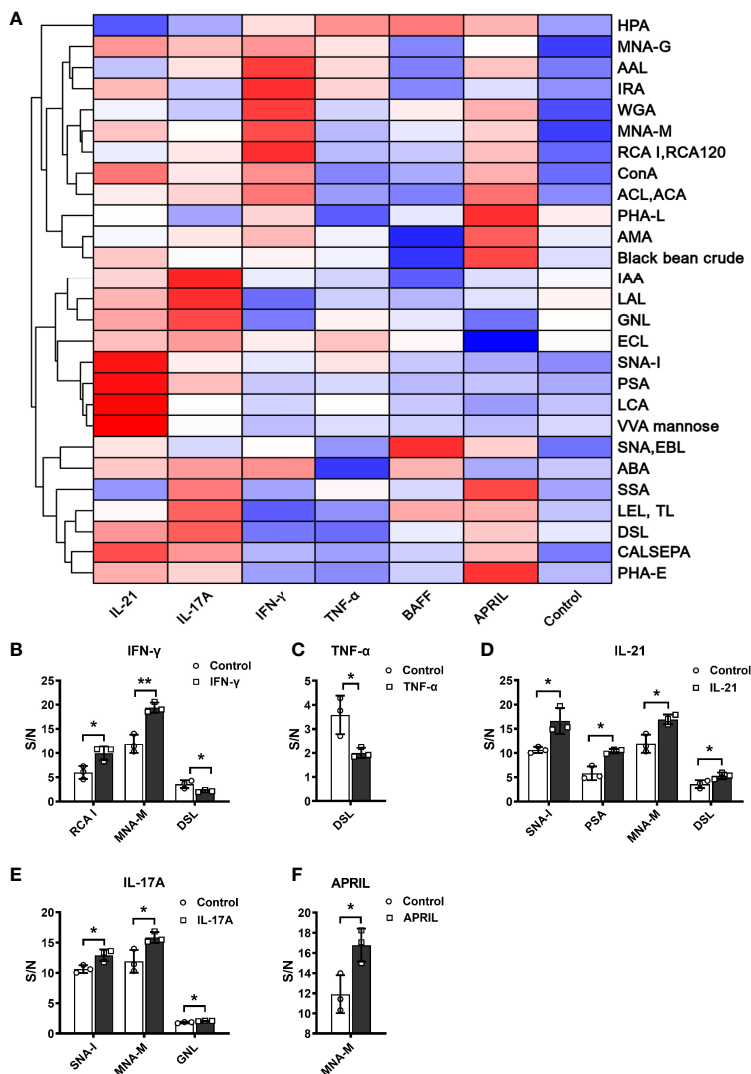 A
HPA
MNA-G
AAL
IRA
WGA
MNA-M
RCA I,RCA120
ConA
ACL,ACA
PHA-L
AMA
Black bean crude
IAA
LAL
GNL
ECL
SNA-I
PSA
LCA
VVA mannose
SNA,EBL
ABA
SSA
LEL, TL
DSL
CALSEPA
PHA-E
IL-21
IL-17A
IFN-γ
TNF-α
BAFF
APRIL
Control
B
IFN-γ
Control
IFN-γ
S/N
25
20
15
10
5
0
*
**
*
RCA I
MNA-M
DSL
C
TNF-α
Control
TNF-α
S/N
5
4
3
2
1
0
*
DSL
D
IL-21
Control
IL-21
S/N
25
20
15
10
5
0
*
*
*
*
SNA-I
PSA
MNA-M
DSL
E
IL-17A
Control
IL-17A
S/N
20
15
10
5
0
*
*
*
SNA-I
MNA-M
GNL
F
APRIL
Control
APRIL
S/N
20
15
10
5
0
*
MNA-M